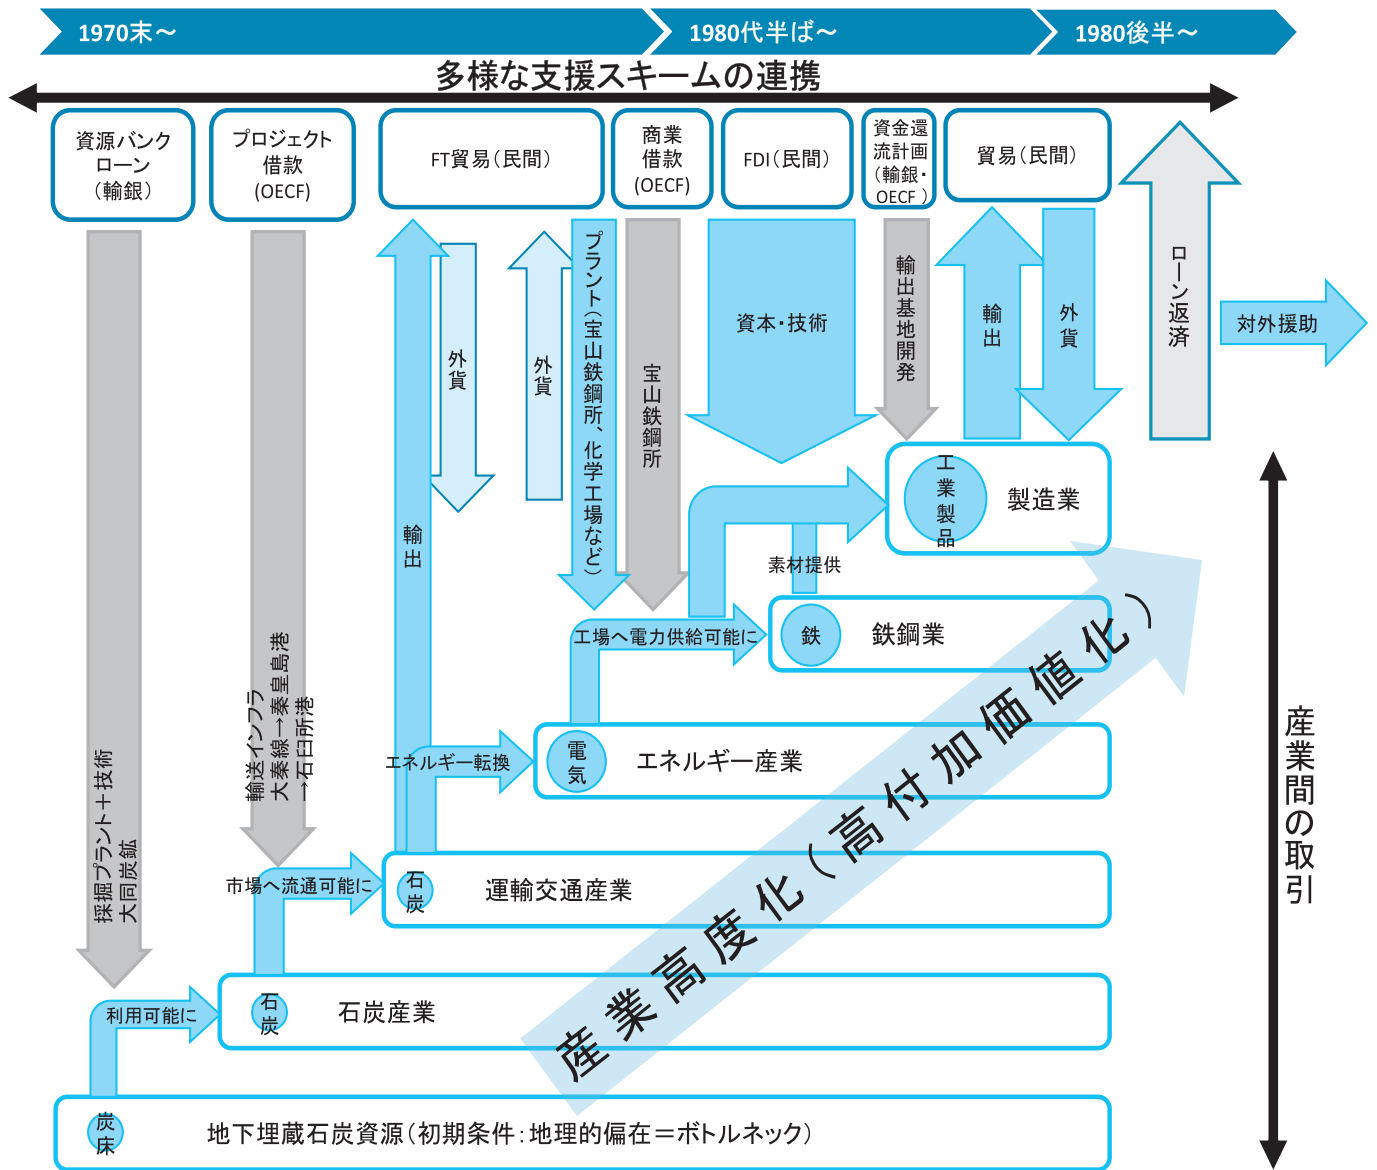 1970末～
1980代半ば～
1980後半～
多様な支援スキームの連携
資源バンク
ローン
（輸銀）
プロジェクト
借款
(OECF)
FT貿易（民間）
商業
借款
(OECF)
FDI（民間）
資金還
流計画
（輸銀・
OECF ）
貿易（民間）
採掘プラント＋技術
大同炭鉱
輸送インフラ
大秦線→秦皇島港
→石臼所港
輸出
外貨
外貨
プラント（宝山鉄鋼所、化学工場など）
宝山鉄鋼所
資本・技術
輸出基地開発
輸出
外貨
ローン返済
対外援助
工業製品
製造業
素材提供
鉄
鉄鋼業
工場へ電力供給可能に
電気
エネルギー産業
エネルギー転換
石炭
運輸交通産業
市場へ流通可能に
石炭
石炭産業
利用可能に
炭床
地下埋蔵石炭資源（初期条件：地理的偏在＝ボトルネック）
産業高度化（高付加価値化）
産業間の取引